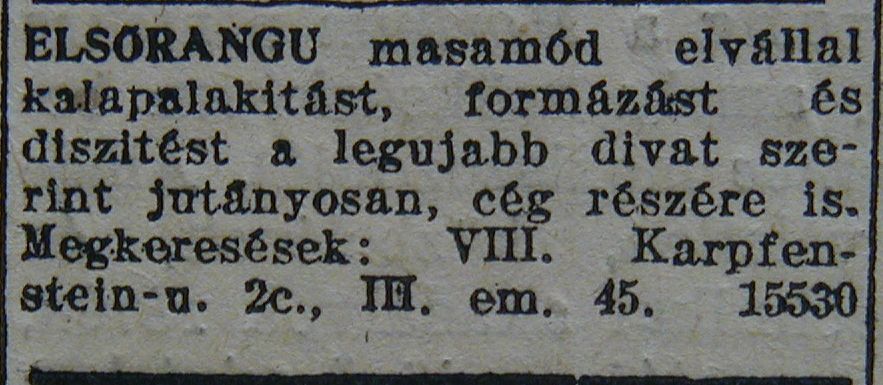 ELSŐRANGU masamód elvállal
kalapalakitást, formázást és
diszitést a legujabb divat sze-
rint jutányosan, cég részére is.
Megkeresések: VIII. Karpfen-
stein-u. 2c., III. em. 45. 15530